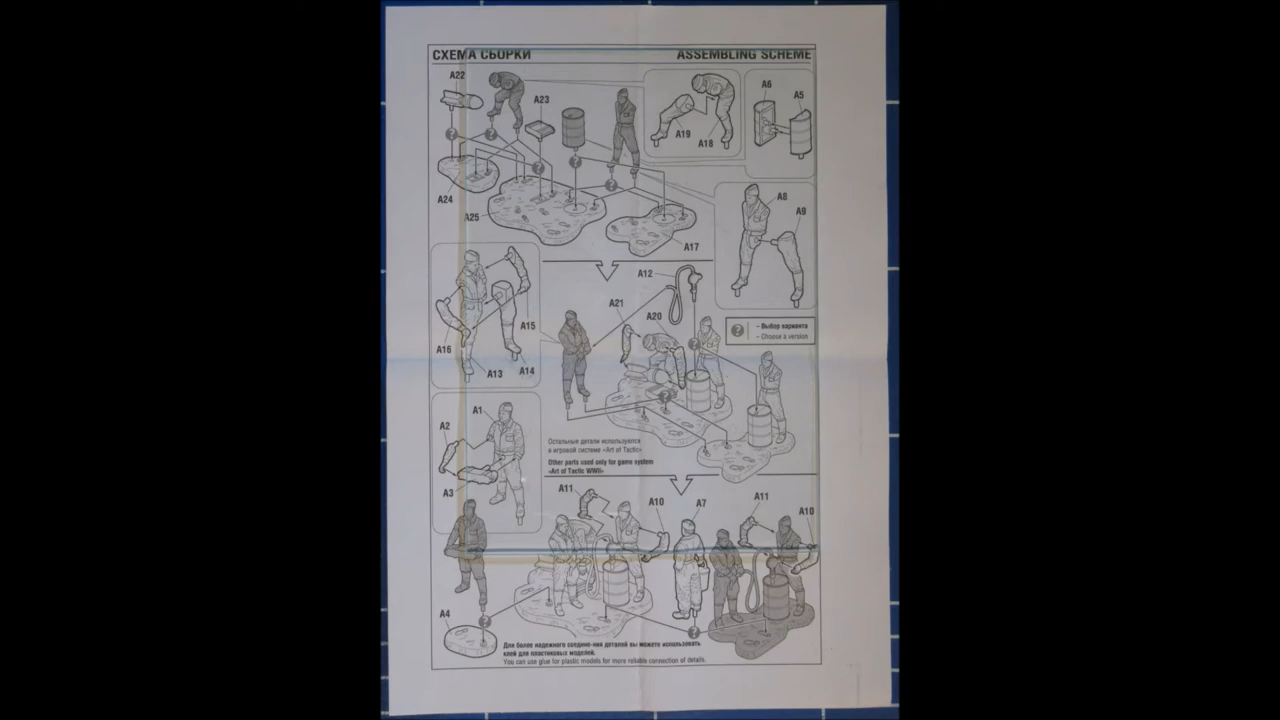 СХЕМА СБОРКИ ASSEMBLING SCHEME
A22
A23
A19
A18
A6
A5
A24
A25
A17
A8
A9
A12
A21
A20
A15
A16
A13
A14
? – Выбор варианта
– Choose a version
A1
A2
A3
Остальные детали используются
в игровой системе «Art of Tactic»
Other parts used only for game system
«Art of Tactic WWII»
A11
A10
A7
A11
A10
A4
Для более надежного соедине-ния деталей вы можете использовать
клей для пластиковых моделей.
You can use glue for plastic models for more reliable connection of details.